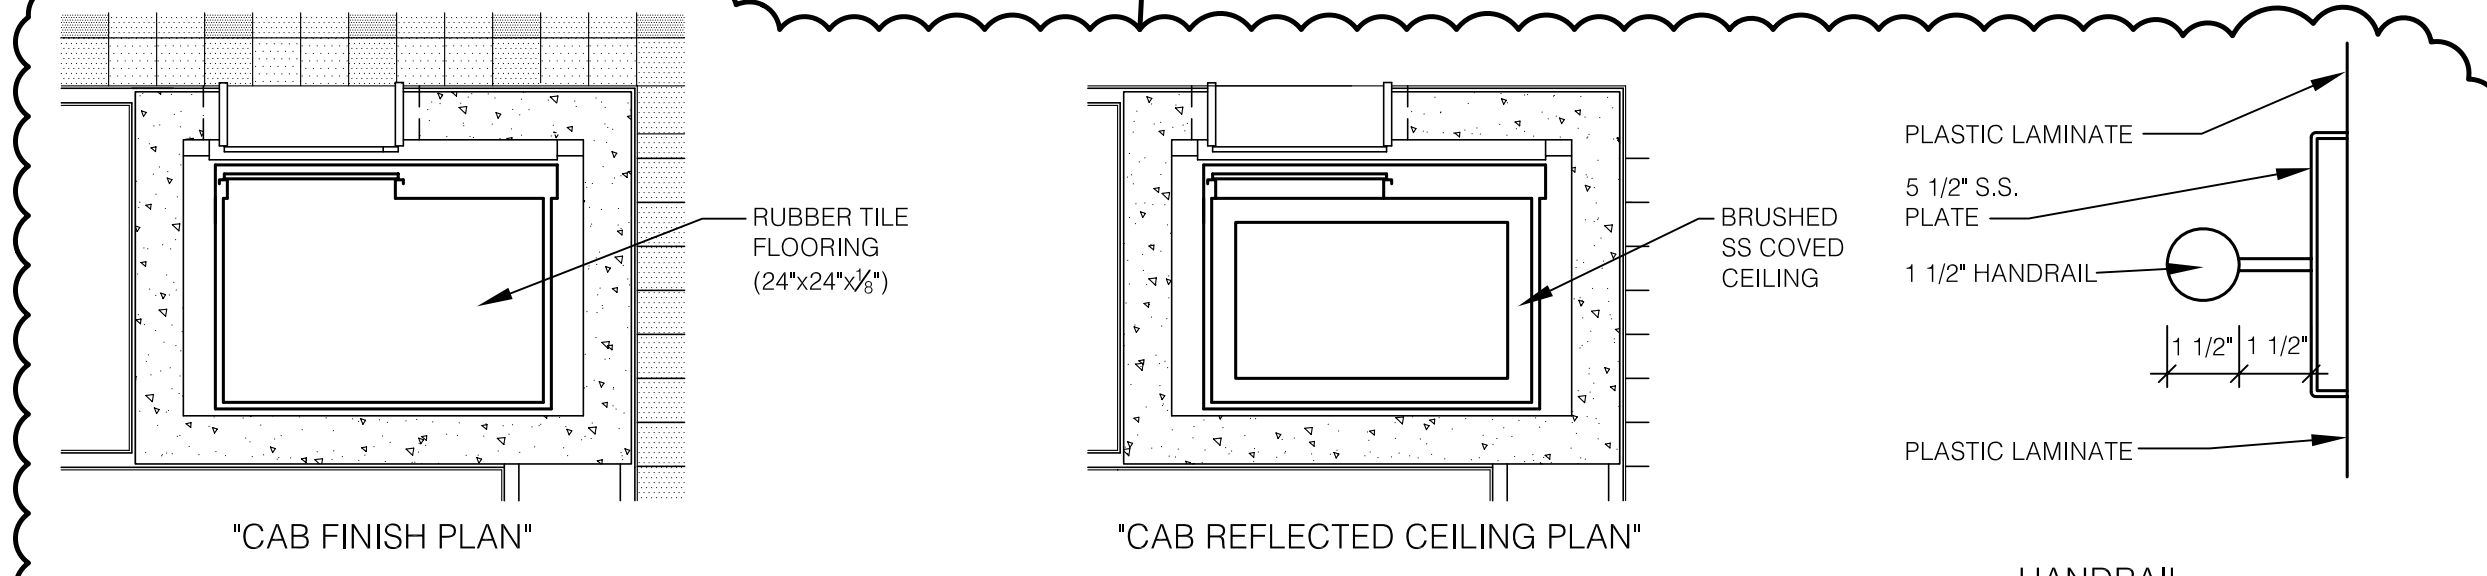 RUBBER TILE
FLOORING
(24"x24"x1/8")
"CAB FINISH PLAN"
BRUSHED
SS COVED
CEILING
"CAB REFLECTED CEILING PLAN"
PLASTIC LAMINATE
5 1/2" S.S.
PLATE
1 1/2" HANDRAIL
1 1/2" 1 1/2"
PLASTIC LAMINATE
HANDRAIL